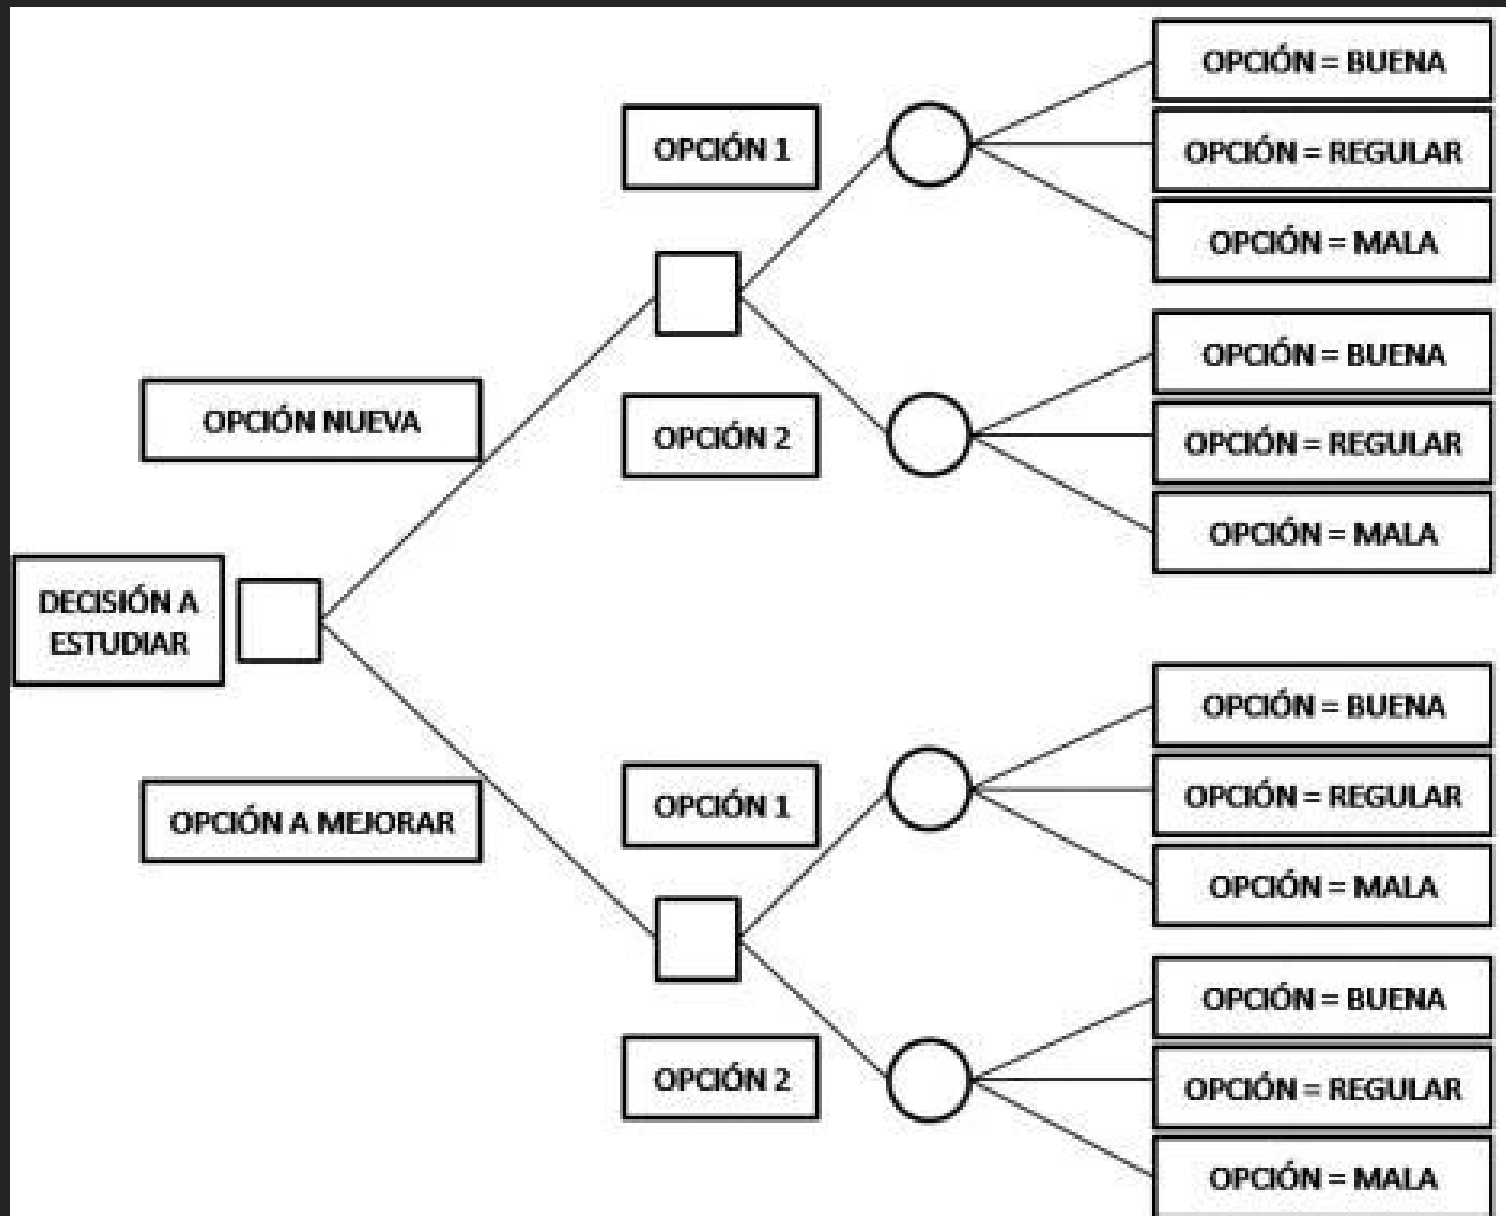 OPCIÓN = BUENA
OPCIÓN 1
OPCIÓN = REGULAR
OPCIÓN = MALA
OPCIÓN = BUENA
OPCIÓN NUEVA
OPCIÓN 2
OPCIÓN = REGULAR
OPCIÓN = MALA
DECISIÓN A
ESTUDIAR
OPCIÓN = BUENA
OPCIÓN A MEJORAR
OPCIÓN 1
OPCIÓN = REGULAR
OPCIÓN = MALA
OPCIÓN = BUENA
OPCIÓN 2
OPCIÓN = REGULAR
OPCIÓN = MALA